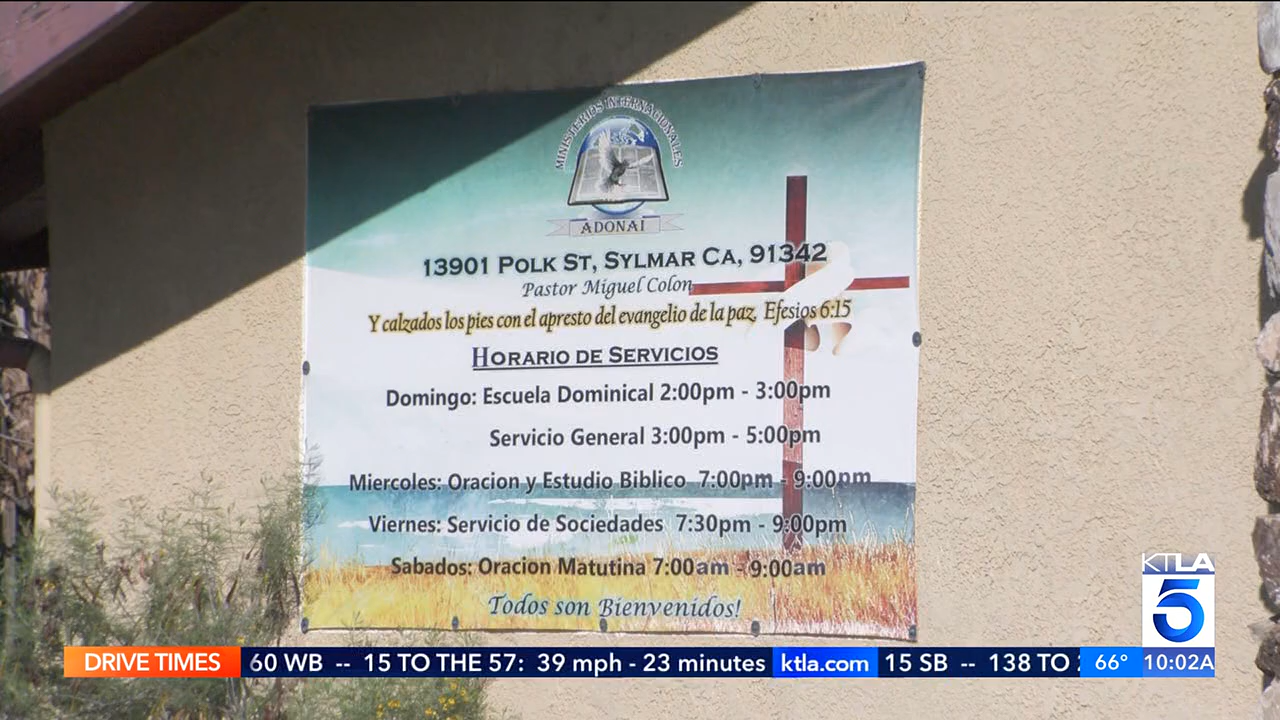 MINISTERIOS INTERNACIONALES
ADONAI
13901 POLK ST, SYLMAR CA, 91342
Pastor Miguel Colon
Y calzados los pies con el apresto del evangelio de la paz, Efesios 6:15
HORARIO DE SERVICIOS
Domingo: Escuela Dominical 2:00pm - 3:00pm
Servicio General 3:00pm - 5:00pm
Miercoles: Oracion y Estudio Biblico 7:00pm - 9:00pm
Viernes: Servicio de Sociedades 7:30pm - 9:00pm
Sabados: Oracion Matutina 7:00am - 9:00am
Todos son Bienvenidos!
KTLA
5
DRIVE TIMES 60 WB -- 15 TO THE 57: 39 mph - 23 minutes ktla.com 15 SB -- 138 TO 66° 10:02A